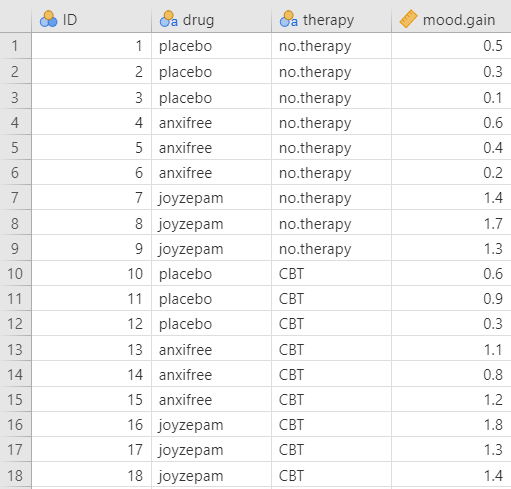 ID drug therapy mood.gain
1 1 placebo no.therapy 0.5
2 2 placebo no.therapy 0.3
3 3 placebo no.therapy 0.1
4 4 anxifree no.therapy 0.6
5 5 anxifree no.therapy 0.4
6 6 anxifree no.therapy 0.2
7 7 joyzepam no.therapy 1.4
8 8 joyzepam no.therapy 1.7
9 9 joyzepam no.therapy 1.3
10 10 placebo CBT 0.6
11 11 placebo CBT 0.9
12 12 placebo CBT 0.3
13 13 anxifree CBT 1.1
14 14 anxifree CBT 0.8
15 15 anxifree CBT 1.2
16 16 joyzepam CBT 1.8
17 17 joyzepam CBT 1.3
18 18 joyzepam CBT 1.4